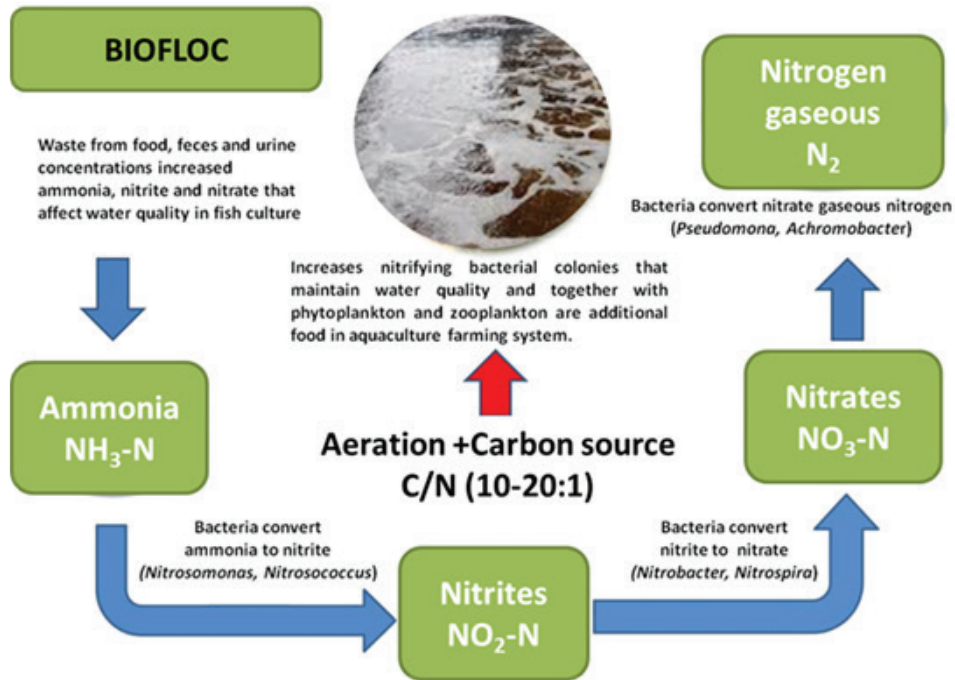 BIOFLOC
Waste from food, feces and urine
concentrations increased
ammonia, nitrite and nitrate that
affect water quality in fish culture
Ammonia
NH₃-N
Bacteria convert
ammonia to nitrite
(Nitrosomonas, Nitrosococcus)
Increases nitrifying bacterial colonies that
maintain water quality and together with
phytoplankton and zooplankton are additional
food in aquaculture farming system.
Aeration +Carbon source
C/N (10-20:1)
Nitrites
NO₂-N
Bacteria convert
nitrite to nitrate
(Nitrobacter, Nitrospira)
Nitrates
NO₃-N
Bacteria convert nitrate gaseous nitrogen
(Pseudomona, Achromobacter)
Nitrogen
gaseous
N₂